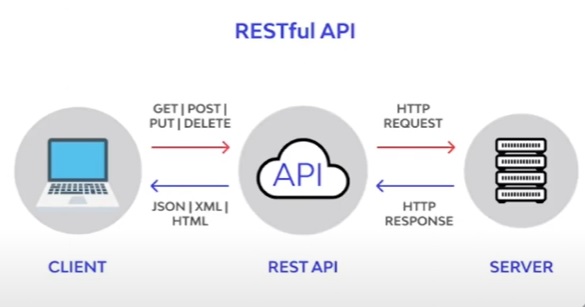 RESTful API
GET | POST |
PUT | DELETE
HTTP
REQUEST
API
JSON | XML |
HTML
HTTP
RESPONSE
CLIENT
REST API
SERVER